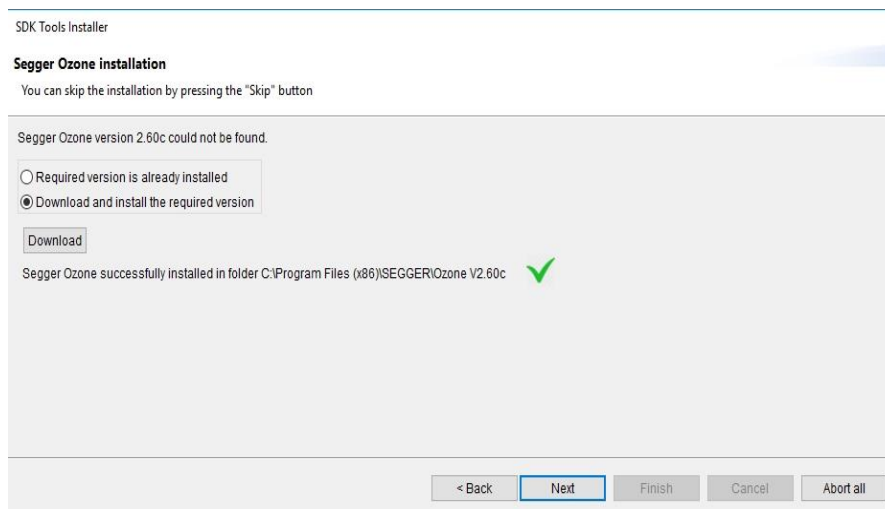 SDK Tools Installer
Segger Ozone installation
You can skip the installation by pressing the "Skip" button
Segger Ozone version 2.60c could not be found.
Required version is already installed
Download and install the required version
Download
Segger Ozone successfully installed in folder C:\Program Files (x86)\SEGGER\Ozone V2.60c
< Back Next Finish Cancel Abort all